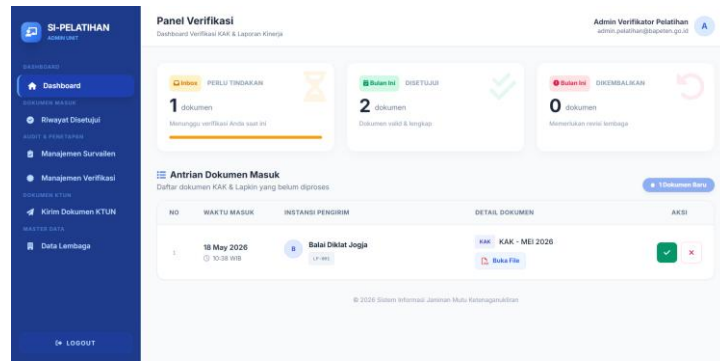 SI-PELATIHAN
ADMIN UNIT
DASHBOARD
Dashboard
DOKUMEN MASUK
Riwayat Disetujui
AUDIT & PENETAPAN
Manajemen Survailen
Manajemen Verifikasi
DOKUMEN KTUN
Kirim Dokumen KTUN
MASTER DATA
Data Lembaga
LOGOUT
Panel Verifikasi
Dashboard Verifikasi KAK & Laporan Kinerja
Admin Verifikator Pelatihan
admin.pelatihan@bapeten.go.id
A
Inbox PERLU TINDAKAN
1 dokumen
Menunggu verifikasi Anda saat ini
Bulan Ini DISETUJUI
2 dokumen
Dokumen valid & lengkap
Bulan Ini DIKEMBALIKAN
0 dokumen
Memerlukan revisi lembaga
Antrian Dokumen Masuk
Daftar dokumen KAK & Lapkin yang belum diproses
1 Dokumen Baru
NO WAKTU MASUK INSTANSI PENGIRIM DETAIL DOKUMEN AKSI
1 18 May 2026 B Balai Diklat Jogja KAK KAK - MEI 2026
10:38 WIB Buka File
© 2026 Sistem Informasi Jaminan Mutu Ketenaganukliran